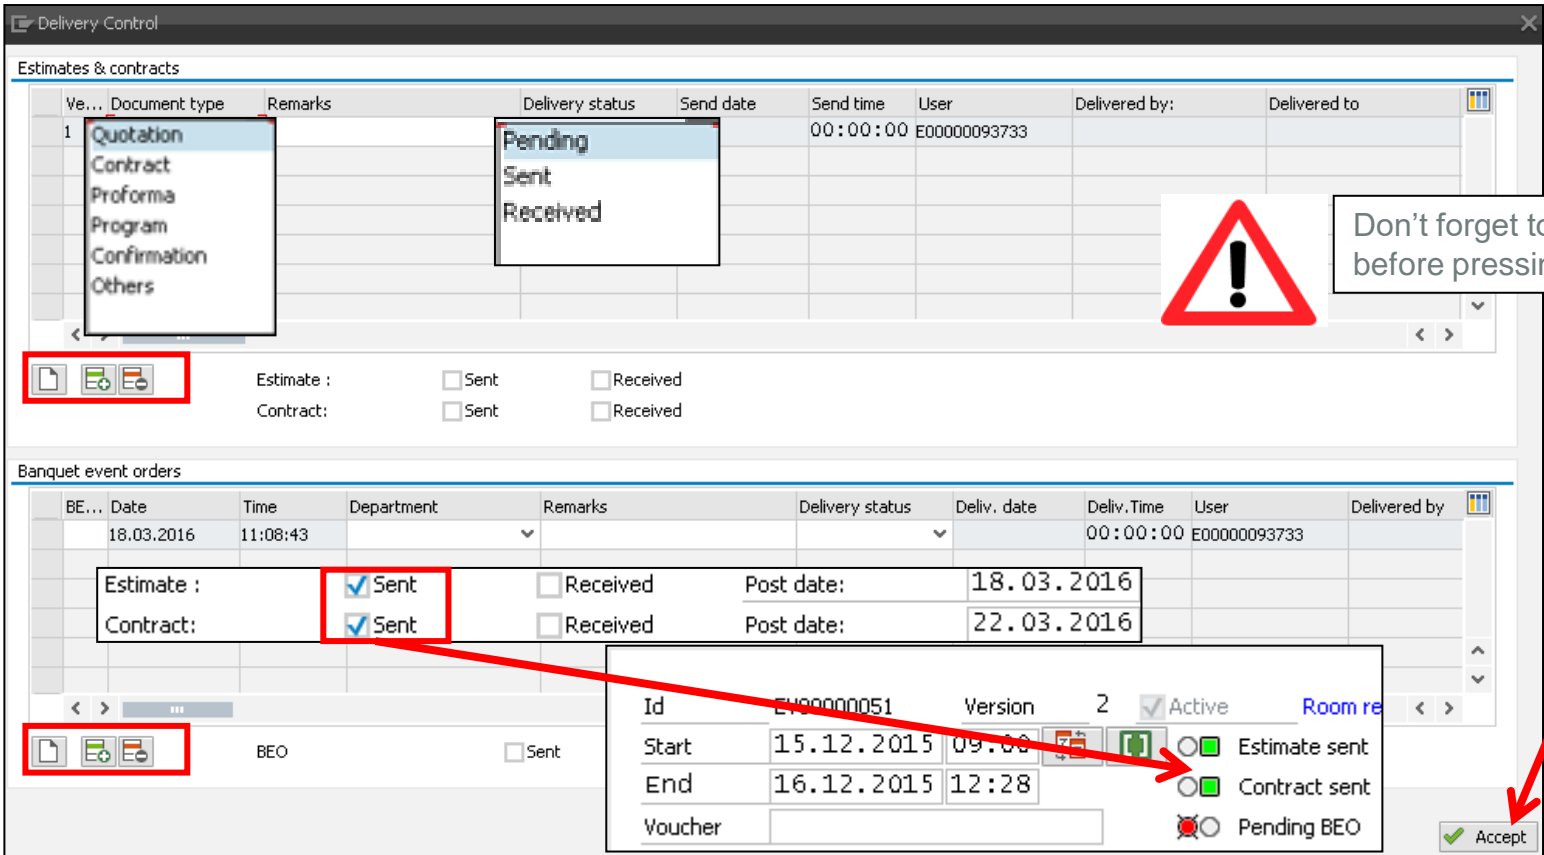 Delivery Control
Estimates & contracts
Ve... Document type Remarks Delivery status Send date Send time User Delivered by: Delivered to
1 Quotation Pending 00:00:00 E00000093733
Contract Sent
Proforma Received
Program
Confirmation
Others
Don't forget to
before pressin
Estimate : Sent Received
Contract: Sent Received
Banquet event orders
BE... Date Time Department Remarks Delivery status Deliv. date Deliv.Time User Delivered by
18.03.2016 11:08:43 00:00:00 E00000093733
Estimate : Sent Received Post date: 18.03.2016
Contract: Sent Received Post date: 22.03.2016
Id EV00000051 Version 2 Active Room re
Start 15.12.2015 09:00 Estimate sent
End 16.12.2015 12:28 Contract sent
Voucher Pending BEO
BEO Sent
Accept